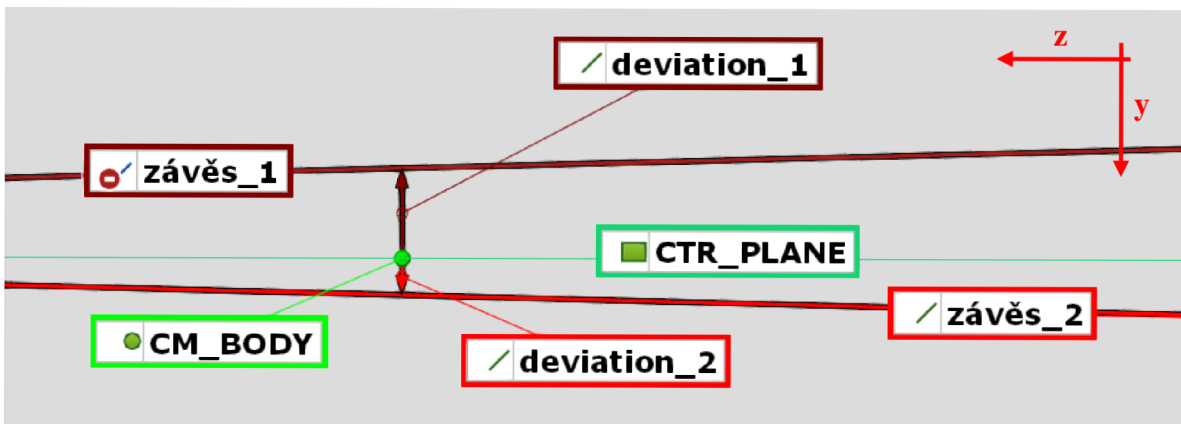 deviation_1
z
y
závěs_1
CTR_PLANE
závěs_2
CM_BODY
deviation_2